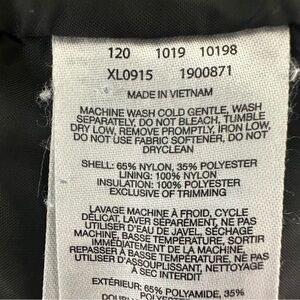 120 1019 10198
XL0915 1900871
MADE IN VIETNAM
MACHINE WASH COLD GENTLE, WASH
SEPARATELY, DO NOT BLEACH, TUMBLE
DRY LOW, REMOVE PROMPTLY, IRON LOW,
DO NOT USE FABRIC SOFTENER, DO NOT
DRYCLEAN
SHELL: 65% NYLON, 35% POLYESTER
LINING: 100% NYLON
INSULATION: 100% POLYESTER
EXCLUSIVE OF TRIMMING
LAVAGE MACHINE À FROID, CYCLE
DÉLICAT, LAVER SÉPARÉMENT, NE PAS
UTILISER D'EAU DE JAVEL, SÉCHAGE
MACHINE, BASSE TEMPÉRATURE, SORTIR
IMMÉDIATEMENT DE LA MACHINE,
REPASSER À BASSE TEMPÉRATURE, NE PAS
UTILISER D'ASSOUPLISSANT, NETTOYAGE
À SEC INTERDIT
EXTÉRIEUR: 65% POLYAMIDE, 35%
POLYESTER